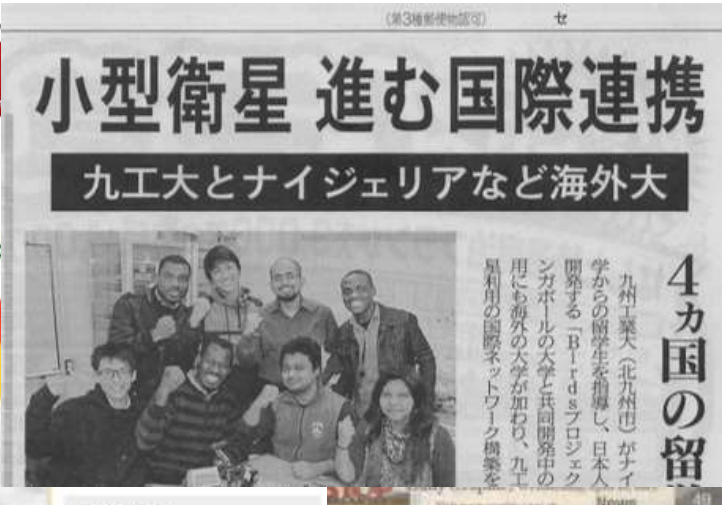 (第3種郵便物認可)
セ
小型衛星 進む国際連携
九工大とナイジェリアなど海外大
4ヵ国の留
九州工業大(北九州市)がナイ
学からの留学生を指導し、日本人
開発する「Birdsプロジェク
ンガポールの大学と共同開発中の
用にも海外の大学が加わり、九工
星利用の国際ネットワーク構築を
News
49